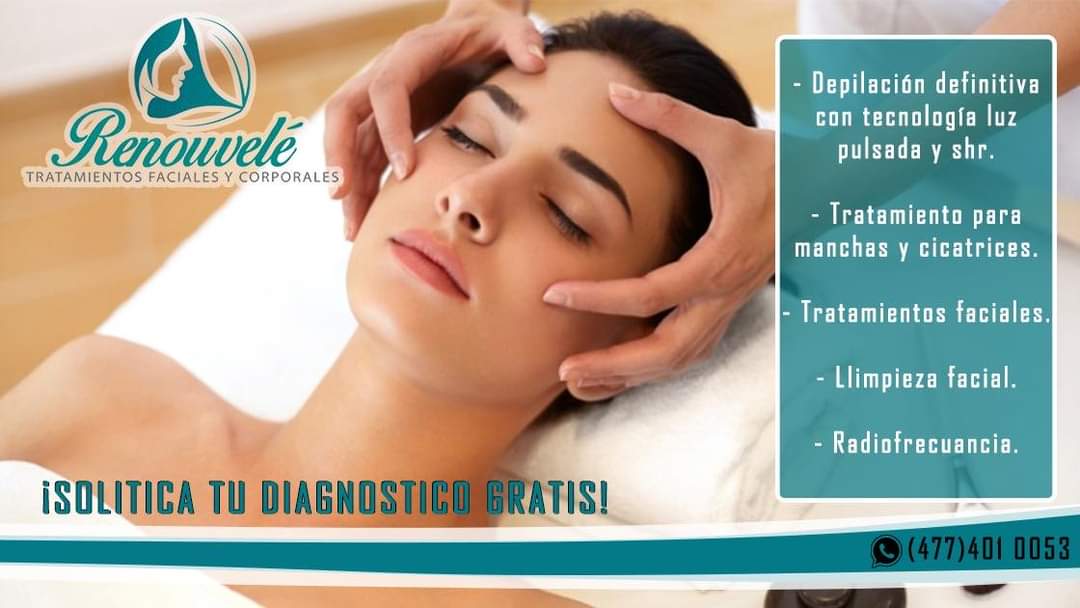 Renouvelé
TRATAMIENTOS FACIALES Y CORPORALES
- Depilación definitiva
con tecnología luz
pulsada y shr.
- Tratamiento para
manchas y cicatrices.
- Tratamientos faciales.
- Llimpieza facial.
- Radiofrecuancia.
¡SOLITICA TU DIAGNOSTICO GRATIS!
(477)401 0053